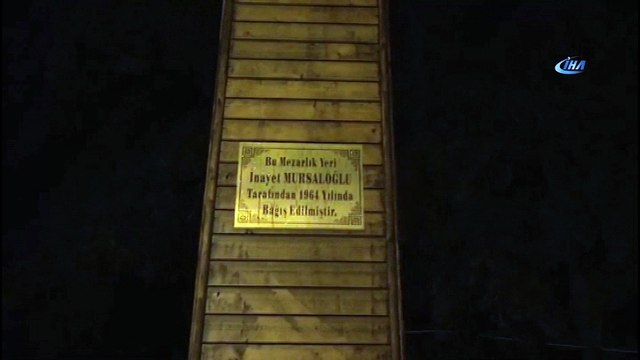 İHA
Bu Mezarlık Yeri
İnayet MURSALOĞLU
Tarafından 1964 Yılında
Bağış Edilmiştir.